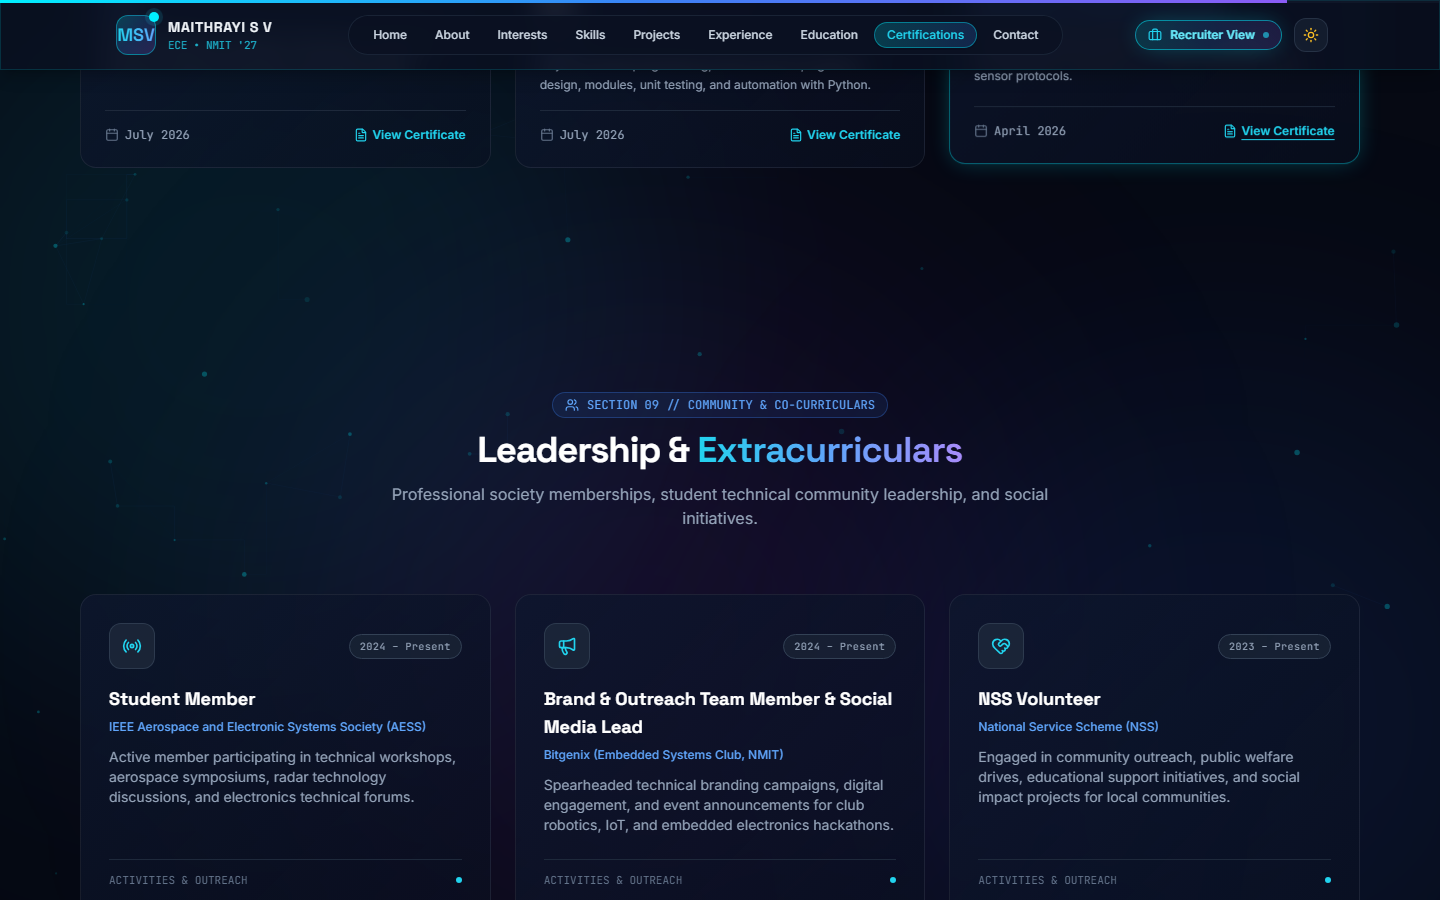 MSV
MAITHRAYI S V
ECE • NMIT '27
Home About Interests Skills Projects Experience Education Certifications Contact
Recruiter View
design, modules, unit testing, and automation with Python.
sensor protocols.
July 2026 View Certificate
July 2026 View Certificate
April 2026 View Certificate
SECTION 09 // COMMUNITY & CO-CURRICULARS
Leadership & Extracurriculars
Professional society memberships, student technical community leadership, and social
initiatives.
2024 – Present
Student Member
IEEE Aerospace and Electronic Systems Society (AESS)
Active member participating in technical workshops,
aerospace symposiums, radar technology
discussions, and electronics technical forums.
ACTIVITIES & OUTREACH
2024 – Present
Brand & Outreach Team Member & Social
Media Lead
Bitgenix (Embedded Systems Club, NMIT)
Spearheaded technical branding campaigns, digital
engagement, and event announcements for club
robotics, IoT, and embedded electronics hackathons.
ACTIVITIES & OUTREACH
2023 – Present
NSS Volunteer
National Service Scheme (NSS)
Engaged in community outreach, public welfare
drives, educational support initiatives, and social
impact projects for local communities.
ACTIVITIES & OUTREACH